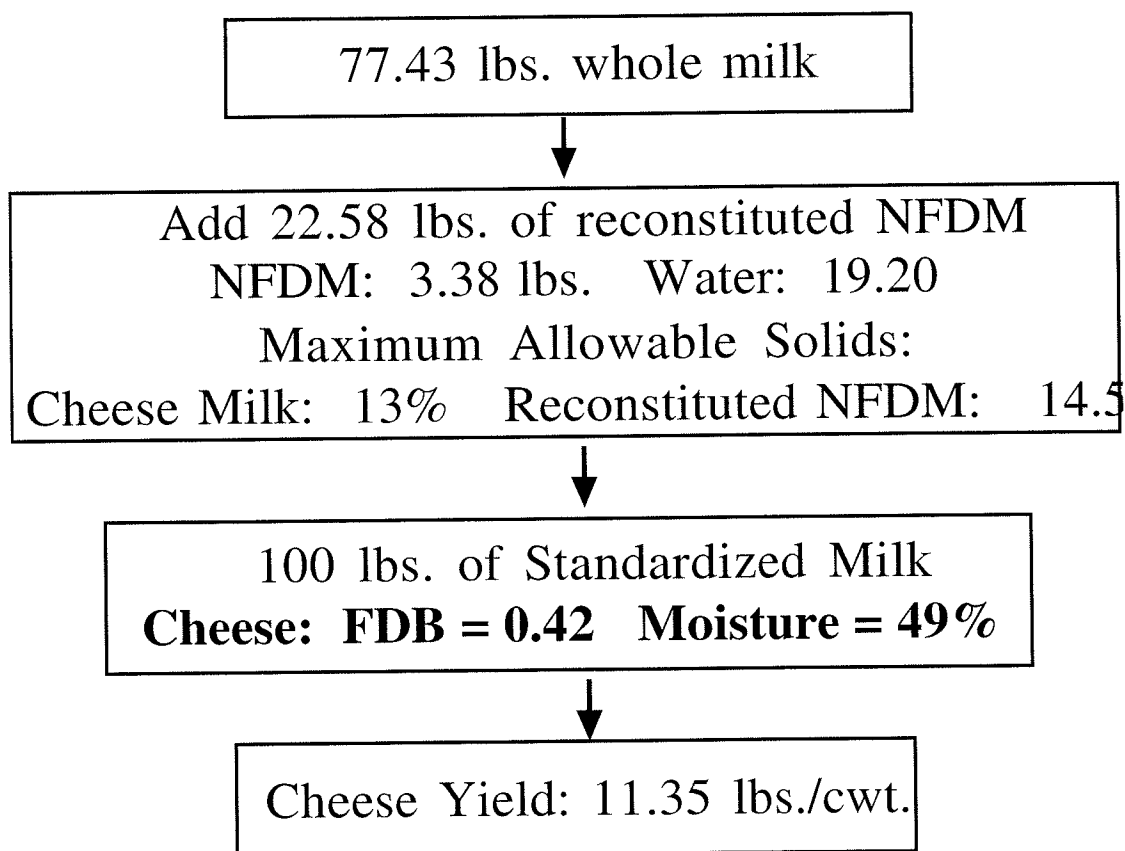 77.43 lbs. whole milk
Add 22.58 lbs. of reconstituted NFDM
NFDM: 3.38 lbs. Water: 19.20
Maximum Allowable Solids:
Cheese Milk: 13% Reconstituted NFDM: 14.5
100 lbs. of Standardized Milk
Cheese: FDB = 0.42 Moisture = 49%
Cheese Yield: 11.35 lbs./cwt.